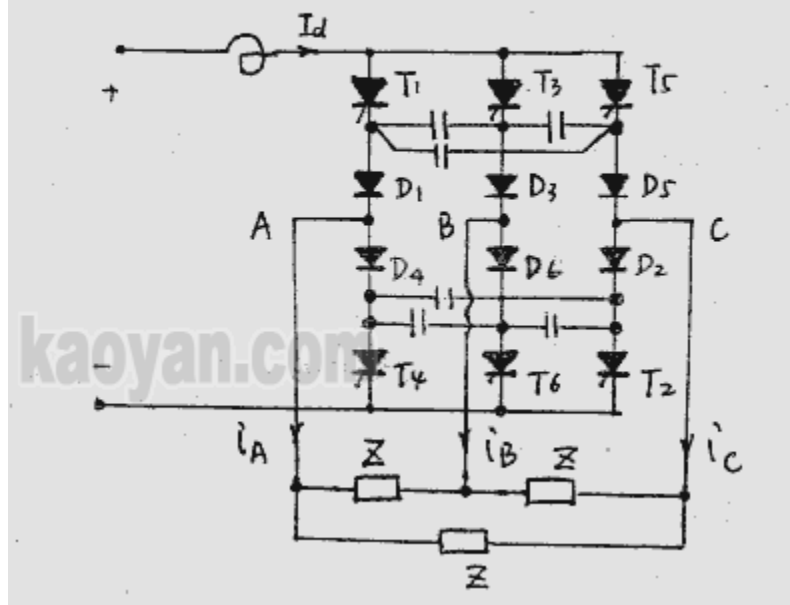 Id
+
T1 T3 T5
D1 D3 D5
A B C
D4 D6 D2
kaoyan.com
−
T4 T6 T2
iA iB iC
Z Z
Z